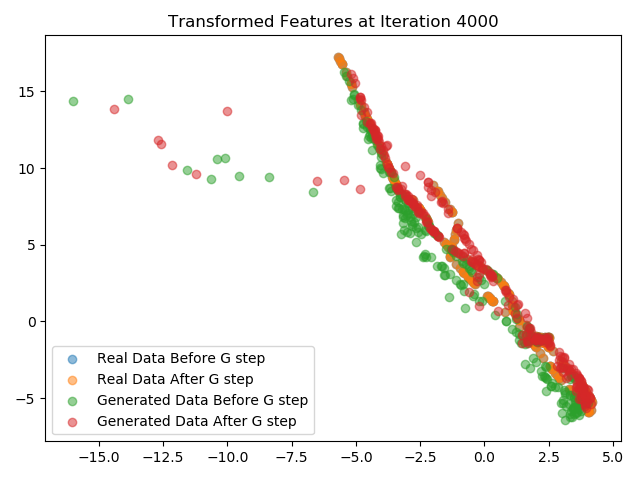 Transformed Features at Iteration 4000
15
10
5
0
−5
Real Data Before G step
Real Data After G step
Generated Data Before G step
Generated Data After G step
−15.0 −12.5 −10.0 −7.5 −5.0 −2.5 0.0 2.5 5.0